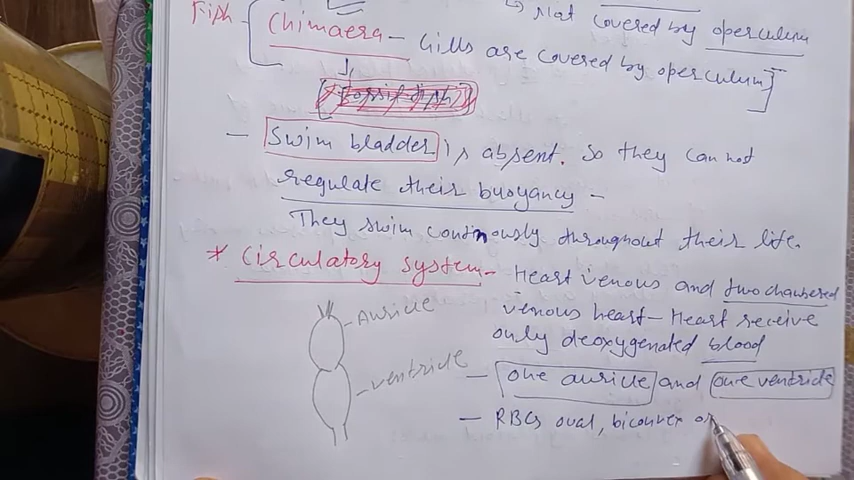 ↳ Not covered by operculum
Fish
Chimaera - Gills are covered by operculum]
- Swim bladder is absent. So they can not
regulate their buoyancy -
They swim continously throughout their life.
* Circulatory system - Heart venous and two chambered
venous heart - Heart receive
only deoxygenated blood
Auricle
ventricle
- one auricle and one ventricle
- RBCs oval, biconvex